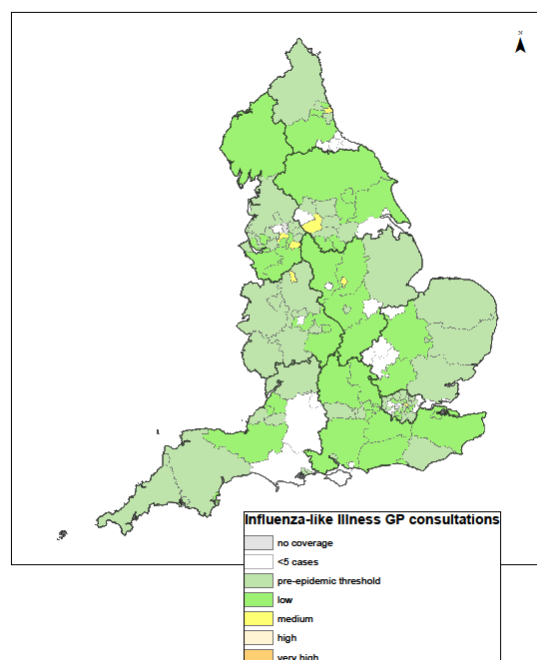 N
Influenza-like Illness GP consultations
no coverage
<5 cases
pre-epidemic threshold
low
medium
high
very high